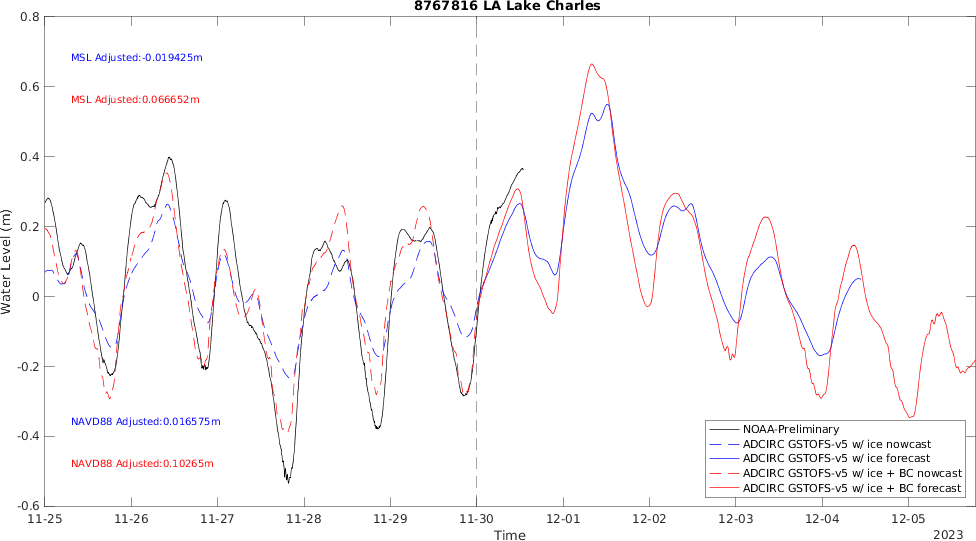 8767816 LA Lake Charles
0.8
MSL Adjusted:-0.019425m
0.6
MSL Adjusted:0.066652m
0.4
0.2
Water Level (m)
0
-0.2
NAVD88 Adjusted:0.016575m
-0.4
NAVD88 Adjusted:0.10265m
NOAA-Preliminary
ADCIRC GSTOFS-v5 w/ ice nowcast
ADCIRC GSTOFS-v5 w/ ice forecast
ADCIRC GSTOFS-v5 w/ ice + BC nowcast
ADCIRC GSTOFS-v5 w/ ice + BC forecast
-0.6
11-25 11-26 11-27 11-28 11-29 11-30 12-01 12-02 12-03 12-04 12-05
Time
2023